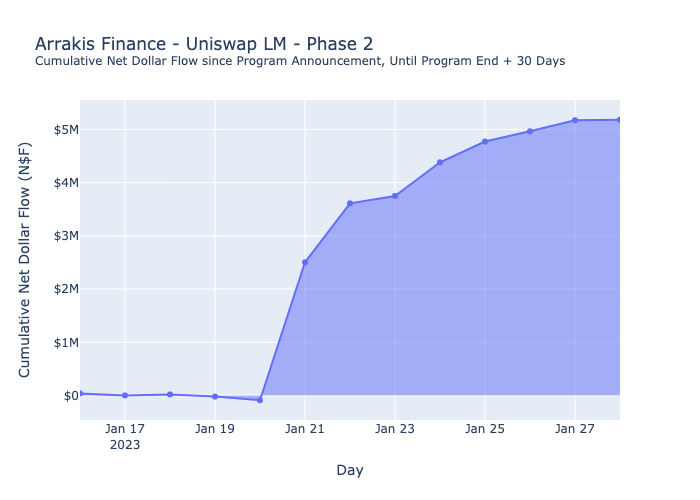 Arrakis Finance - Uniswap LM - Phase 2
Cumulative Net Dollar Flow since Program Announcement, Until Program End + 30 Days
Cumulative Net Dollar Flow (N$F)
$5M
$4M
$3M
$2M
$1M
$0
Jan 17 Jan 19 Jan 21 Jan 23 Jan 25 Jan 27
2023
Day